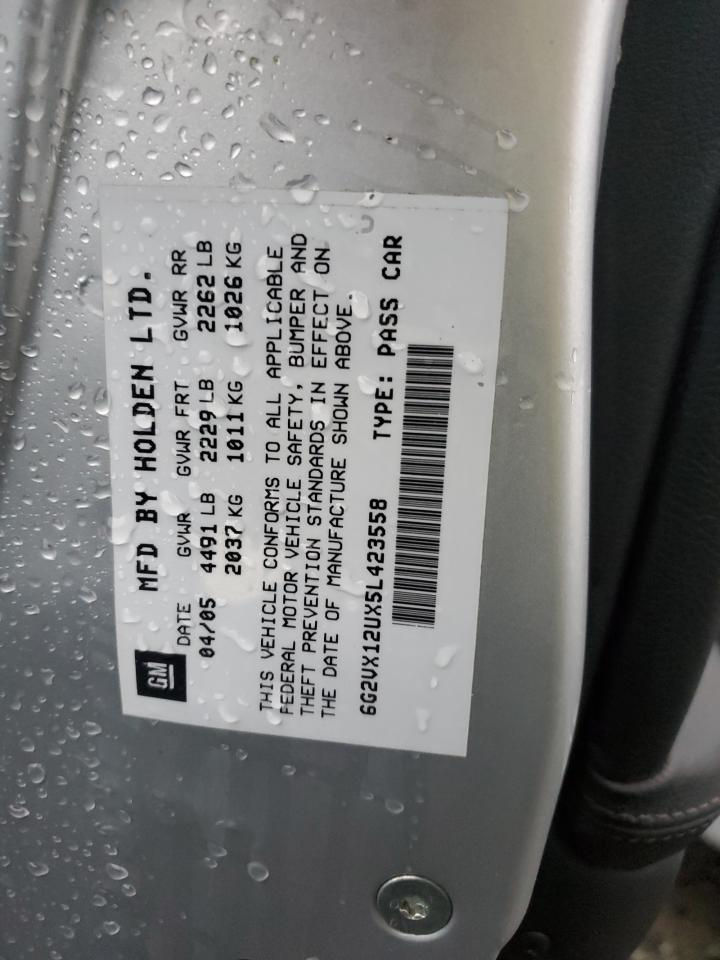 GM
MFD BY HOLDEN LTD.
DATE GVWR GVWR FRT GVWR RR
04/05 4491 LB 2229 LB 2262 LB
2037 KG 1011 KG 1026 KG
THIS VEHICLE CONFORMS TO ALL APPLICABLE
FEDERAL MOTOR VEHICLE SAFETY, BUMPER AND
THEFT PREVENTION STANDARDS IN EFFECT ON
THE DATE OF MANUFACTURE SHOWN ABOVE.
6G2VX12UX5L423558 TYPE: PASS CAR